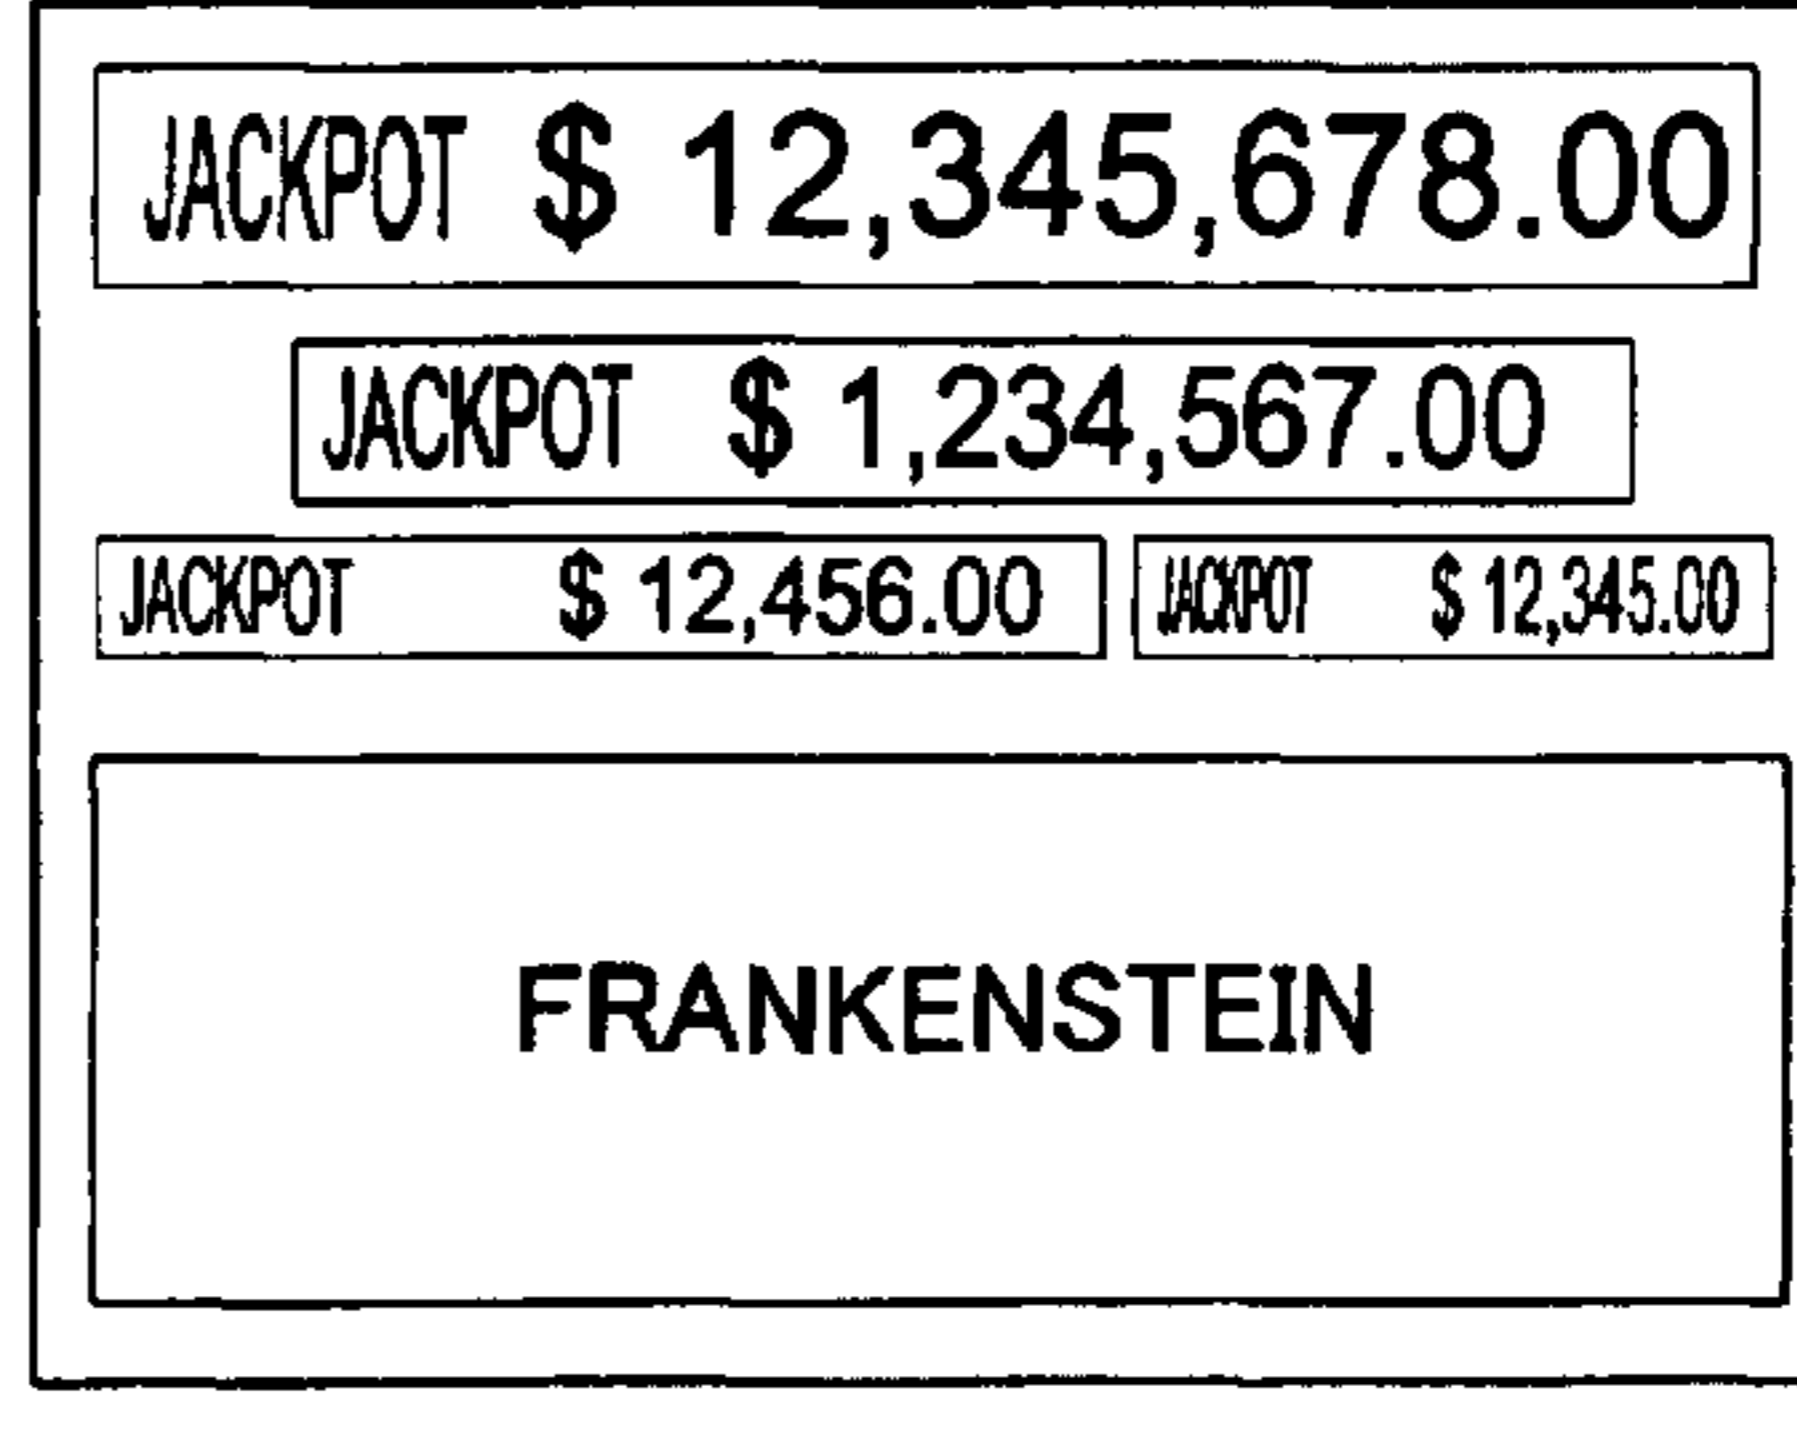 JACKPOT $ 12,345,678.00
JACKPOT $ 1,234,567.00
JACKPOT $ 12,456.00 JACKPOT $ 12,345.00
FRANKENSTEIN